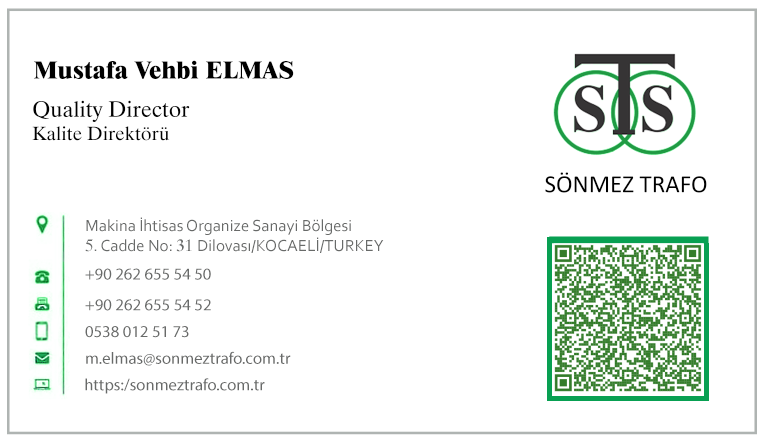 Mustafa Vehbi ELMAS
Quality Director
Kalite Direktörü
STS
SÖNMEZ TRAFO
Makina İhtisas Organize Sanayi Bölgesi
5. Cadde No: 31 Dilovası/KOCAELİ/TURKEY
+90 262 655 54 50
+90 262 655 54 52
0538 012 51 73
m.elmas@sonmeztrafo.com.tr
https:/sonmeztrafo.com.tr